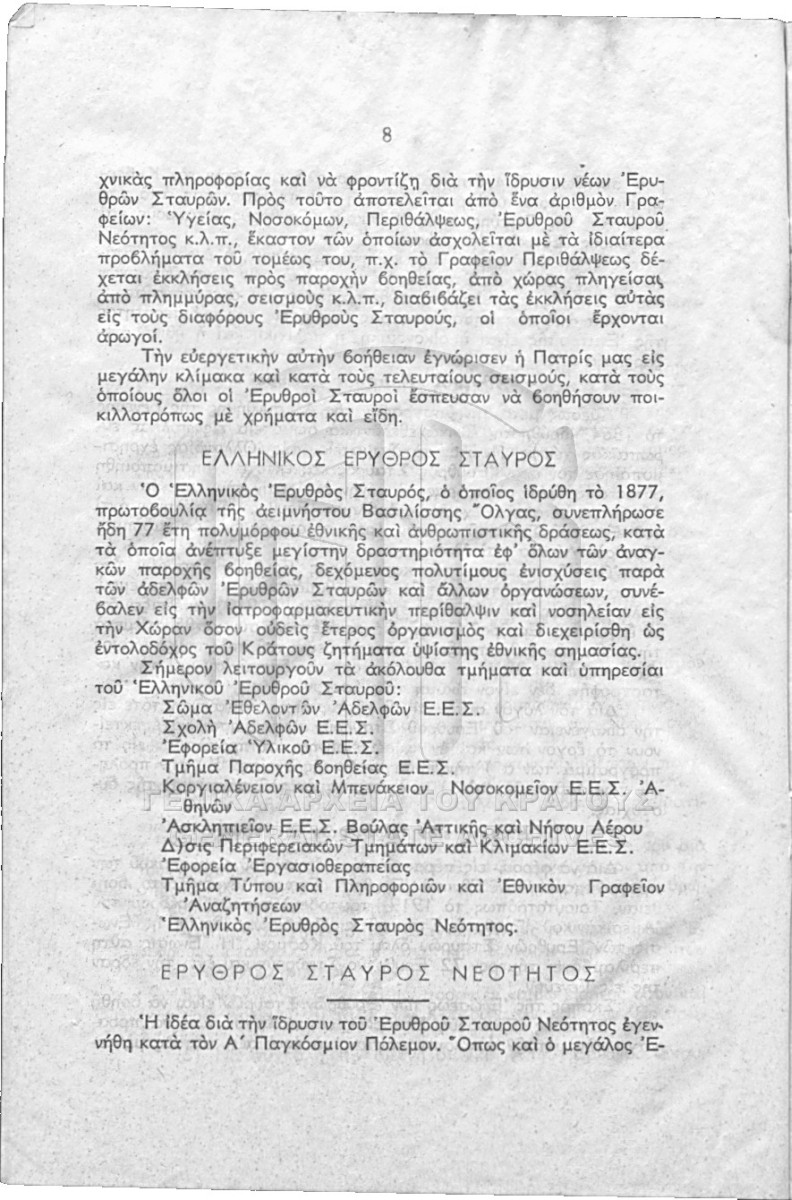 8
χνικὰς πληροφορίας καὶ νὰ φροντίζῃ διὰ τὴν ἵδρυσιν νέων Ἐρυ-
θρῶν Σταυρῶν. Πρὸς τοῦτο ἀποτελεῖται ἀπὸ ἕνα ἀριθμὸν Γρα-
φείων: Ὑγείας, Νοσοκόμων, Περιθάλψεως, Ἐρυθροῦ Σταυροῦ
Νεότητος κ.λ.π., ἕκαστον τῶν ὁποίων ἀσχολεῖται μὲ τὰ ἰδιαίτερα
προβλήματα τοῦ τομέως του, π.χ. τὸ Γραφεῖον Περιθάλψεως δέ-
χεται ἐκκλήσεις πρὸς παροχὴν βοηθείας, ἀπὸ χώρας πληγείσας
ἀπὸ πλημμύρας, σεισμοὺς κ.λ.π., διαβιβάζει τὰς ἐκκλήσεις αὐτὰς
εἰς τοὺς διαφόρους Ἐρυθροὺς Σταυρούς, οἱ ὁποῖοι ἔρχονται
ἀρωγοί.
Τὴν εὐεργετικὴν αὐτὴν βοήθειαν ἐγνώρισεν ἡ Πατρίς μας εἰς
μεγάλην κλίμακα καὶ κατὰ τοὺς τελευταίους σεισμούς, κατὰ τοὺς
ὁποίους ὅλοι οἱ Ἐρυθροὶ Σταυροὶ ἔσπευσαν νὰ βοηθήσουν ποι-
κιλλοτρόπως μὲ χρήματα καὶ εἴδη.
ΕΛΛΗΝΙΚΟΣ ΕΡΥΘΡΟΣ ΣΤΑΥΡΟΣ
Ὁ Ἑλληνικὸς Ἐρυθρὸς Σταυρός, ὁ ὁποῖος ἱδρύθη τὸ 1877,
πρωτοβουλίᾳ τῆς ἀειμνήστου Βασιλίσσης Ὄλγας, συνεπλήρωσε
ἤδη 77 ἔτη πολυμόρφου ἐθνικῆς καὶ ἀνθρωπιστικῆς δράσεως, κατὰ
τὰ ὁποῖα ἀνέπτυξε μεγίστην δραστηριότητα ἐφ' ὅλων τῶν ἀναγ-
κῶν παροχῆς βοηθείας, δεχόμενος πολυτίμους ἐνισχύσεις παρὰ
τῶν ἀδελφῶν Ἐρυθρῶν Σταυρῶν καὶ ἄλλων ὀργανώσεων, συνέ-
βαλεν εἰς τὴν ἰατροφαρμακευτικὴν περίθαλψιν καὶ νοσηλείαν εἰς
τὴν Χώραν ὅσον οὐδεὶς ἕτερος ὀργανισμὸς καὶ διεχειρίσθη ὡς
ἐντολοδόχος τοῦ Κράτους ζητήματα ὑψίστης ἐθνικῆς σημασίας.
Σήμερον λειτουργοῦν τὰ ἀκόλουθα τμήματα καὶ ὑπηρεσίαι
τοῦ Ἑλληνικοῦ Ἐρυθροῦ Σταυροῦ:
Σῶμα Ἐθελοντῶν Ἀδελφῶν Ε.Ε.Σ.
Σχολὴ Ἀδελφῶν Ε.Ε.Σ.
Ἐφορεία Ὑλικοῦ Ε.Ε.Σ.
Τμῆμα Παροχῆς βοηθείας Ε.Ε.Σ.
Κοργιαλένειον καὶ Μπενάκειον Νοσοκομεῖον Ε.Ε.Σ. Ἀ-
θηνῶν
Ἀσκληπιεῖον Ε.Ε.Σ. Βούλας Ἀττικῆς καὶ Νήσου Λέρου
Δ)σις Περιφερειακῶν Τμημάτων καὶ Κλιμακίων Ε.Ε.Σ.
Ἐφορεία Ἐργασιοθεραπείας
Τμῆμα Τύπου καὶ Πληροφοριῶν καὶ Ἐθνικὸν Γραφεῖον
Ἀναζητήσεων
Ἑλληνικὸς Ἐρυθρὸς Σταυρὸς Νεότητος.
ΕΡΥΘΡΟΣ ΣΤΑΥΡΟΣ ΝΕΟΤΗΤΟΣ
Ἡ ἰδέα διὰ τὴν ἵδρυσιν τοῦ Ἐρυθροῦ Σταυροῦ Νεότητος ἐγεν-
νήθη κατὰ τὸν Α΄ Παγκόσμιον Πόλεμον. Ὅπως καὶ ὁ μεγάλος Ἐ-
ΓΕΝΙΚΑ ΑΡΧΕΙΑ ΤΟΥ ΚΡΑΤΟΥΣ